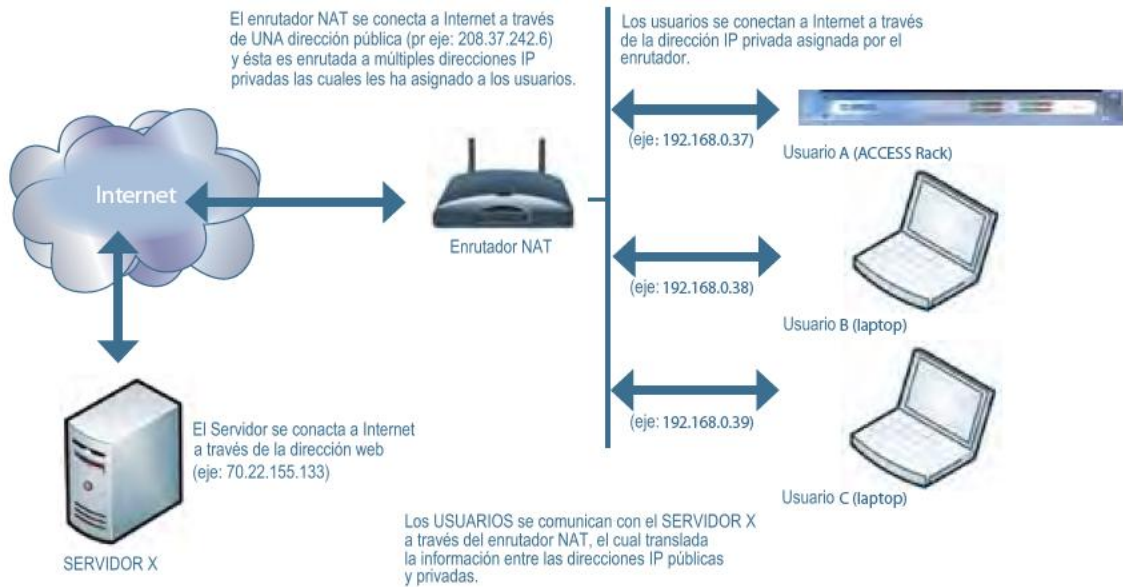 El enrutador NAT se conecta a Internet a través
de UNA dirección pública (pr eje: 208.37.242.6)
y ésta es enrutada a múltiples direcciones IP
privadas las cuales les ha asignado a los usuarios.
Los usuarios se conectan a Internet a través
de la dirección IP privada asignada por el
enrutador.
(eje: 192.168.0.37)
Usuario A (ACCESS Rack)
Internet
Enrutador NAT
(eje: 192.168.0.38)
Usuario B (laptop)
(eje: 192.168.0.39)
Usuario C (laptop)
El Servidor se conacta a Internet
a través de la dirección web
(eje: 70.22.155.133)
SERVIDOR X
Los USUARIOS se comunican con el SERVIDOR X
a través del enrutador NAT, el cual translada
la información entre las direcciones IP públicas
y privadas.